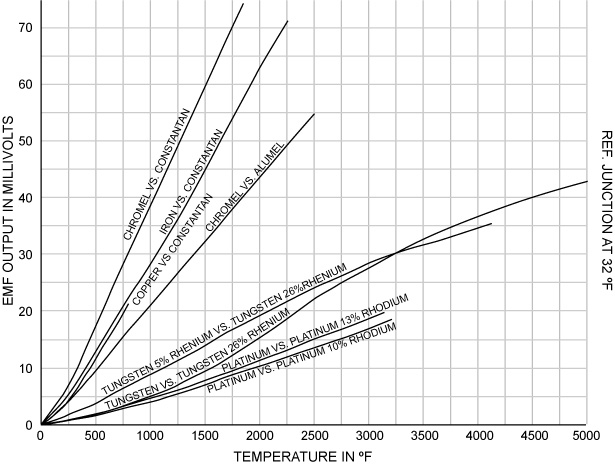 EMF OUTPUT IN MILLIVOLTS
70
60
50
40
30
20
10
0
CHROMEL VS. CONSTANTAN
IRON VS. CONSTANTAN
COPPER VS CONSTANTAN
CHROMEL VS. ALUMEL
TUNGSTEN 5% RHENIUM VS. TUNGSTEN 26%RHENIUM
TUNGSTEN VS. TUNGSTEN 26% RHENIUM
PLATINUM VS. PLATINUM 13% RHODIUM
PLATINUM VS. PLATINUM 10% RHODIUM
REF. JUNCTION AT 32 ºF
0 500 1000 1500 2000 2500 3000 3500 4000 4500 5000
TEMPERATURE IN ºF